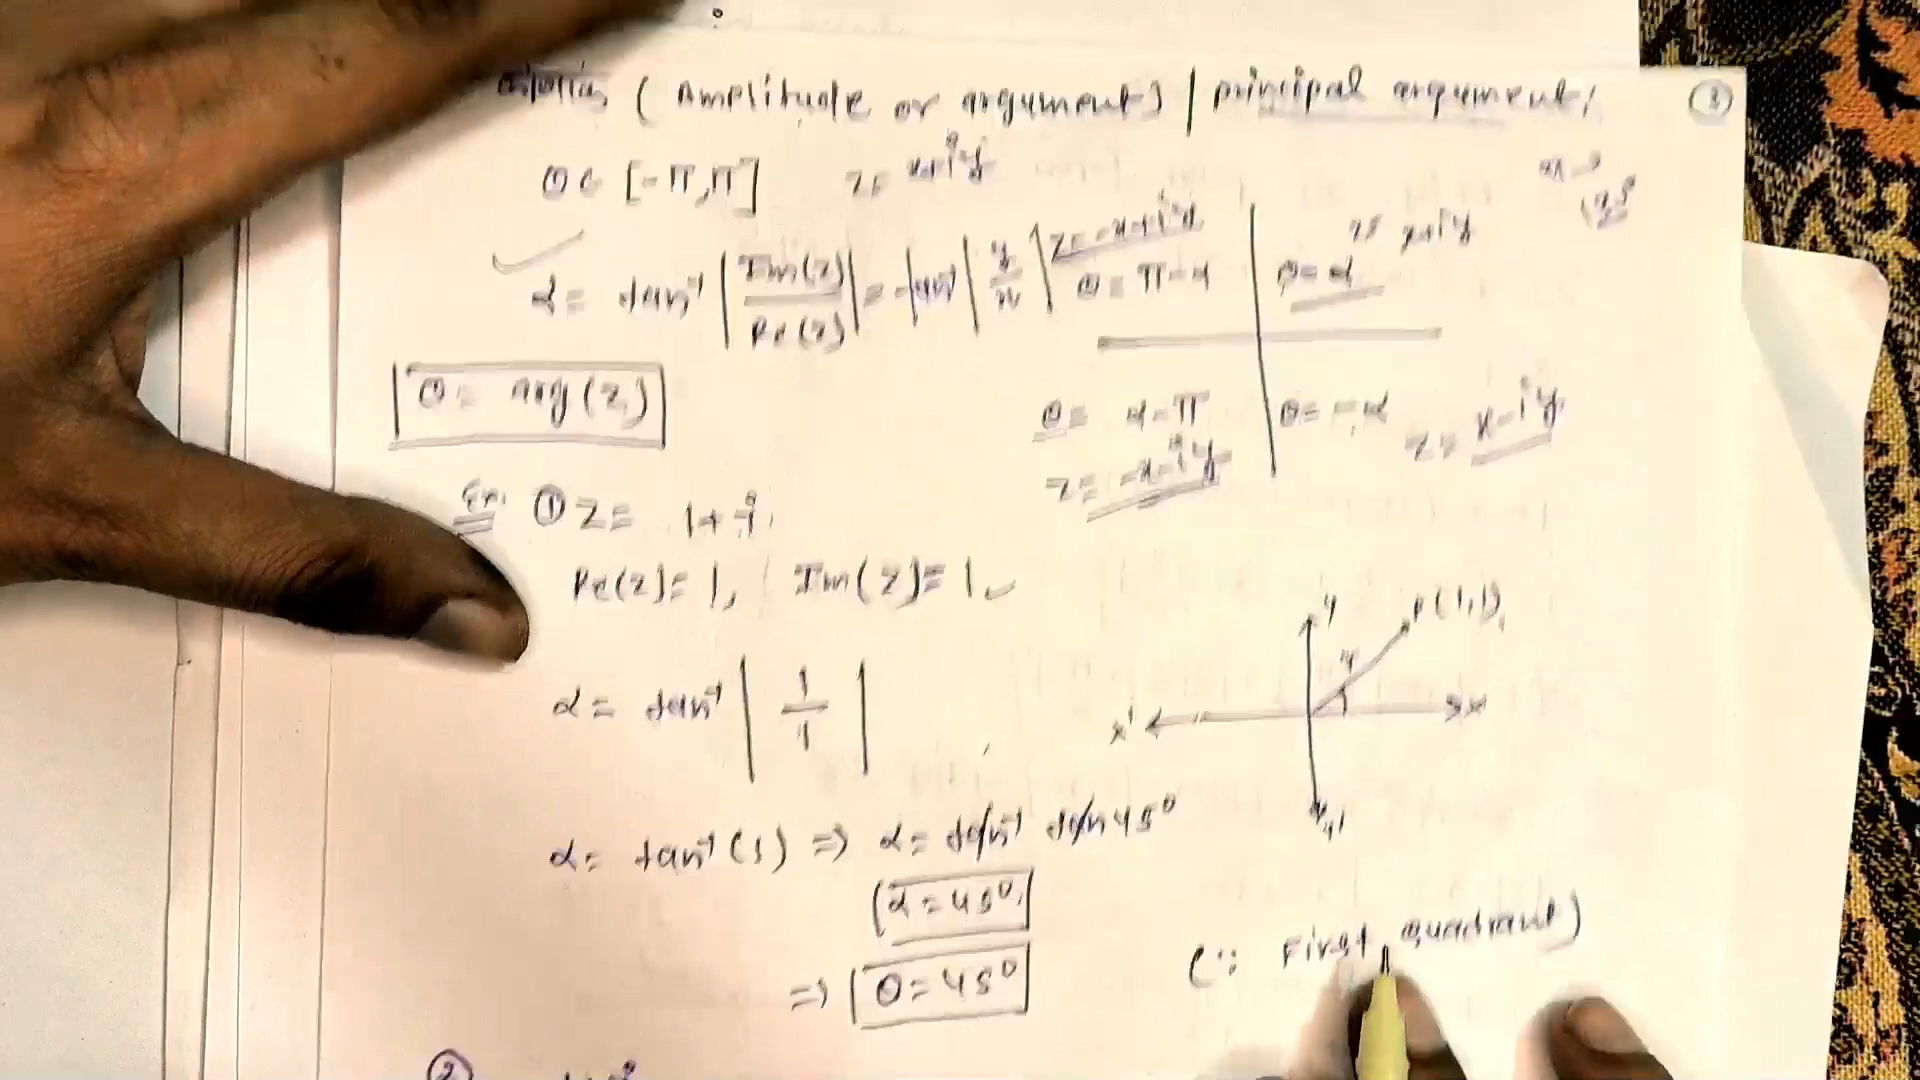 (Amplitude or argument) | principal argument: ③
θ ∈ [-π, π] z = x+iy
α = tan⁻¹ |Im(z)/Re(z)| = tan⁻¹ |y/x|
z = -x+iy
θ = π-α
z = x+iy
θ = α
θ = arg(z)
θ = α-π
z = -x-iy
θ = -α z = x-iy
Ex. ① z = 1+i
Re(z) = 1, Im(z) = 1
y P(1,1)
α = tan⁻¹ |1/1|
x' x
y'
α = tan⁻¹(1) ⇒ α = tan⁻¹ tan45°
α = 45°
⇒ θ = 45° (∵ First quadrant)
②